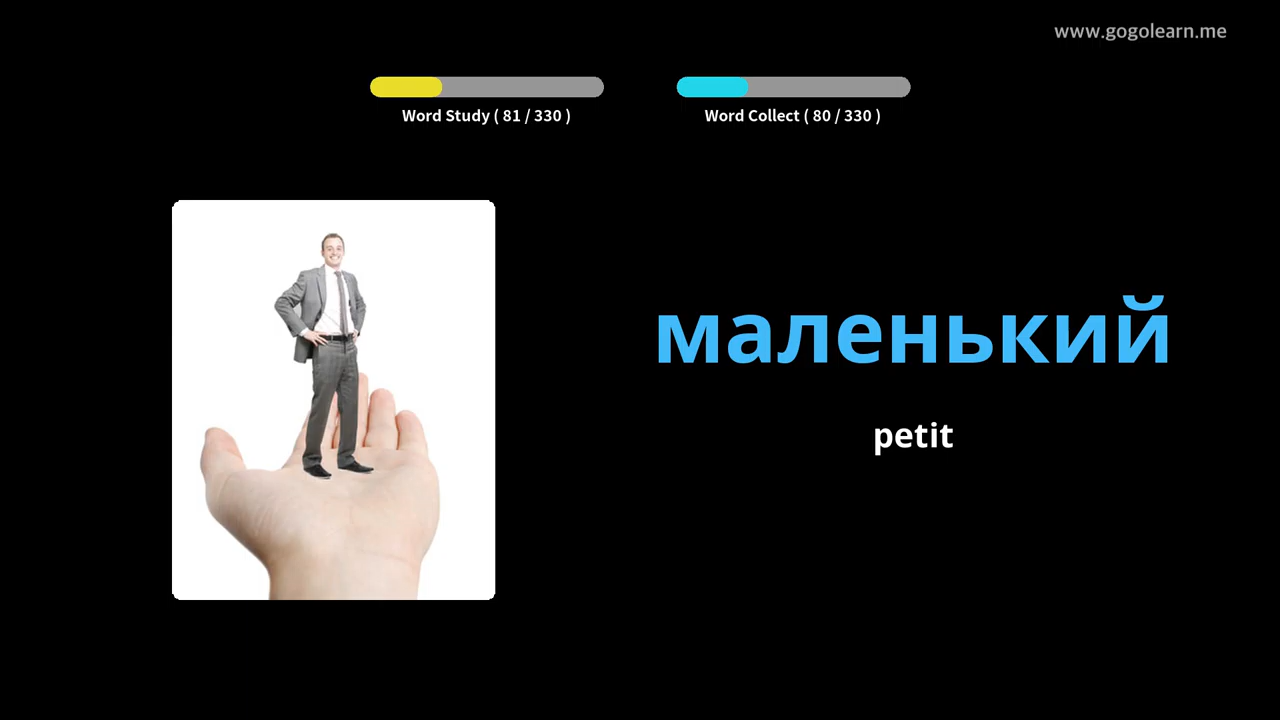 www.gogolearn.me
Word Study ( 81 / 330 )
Word Collect ( 80 / 330 )
маленький
petit